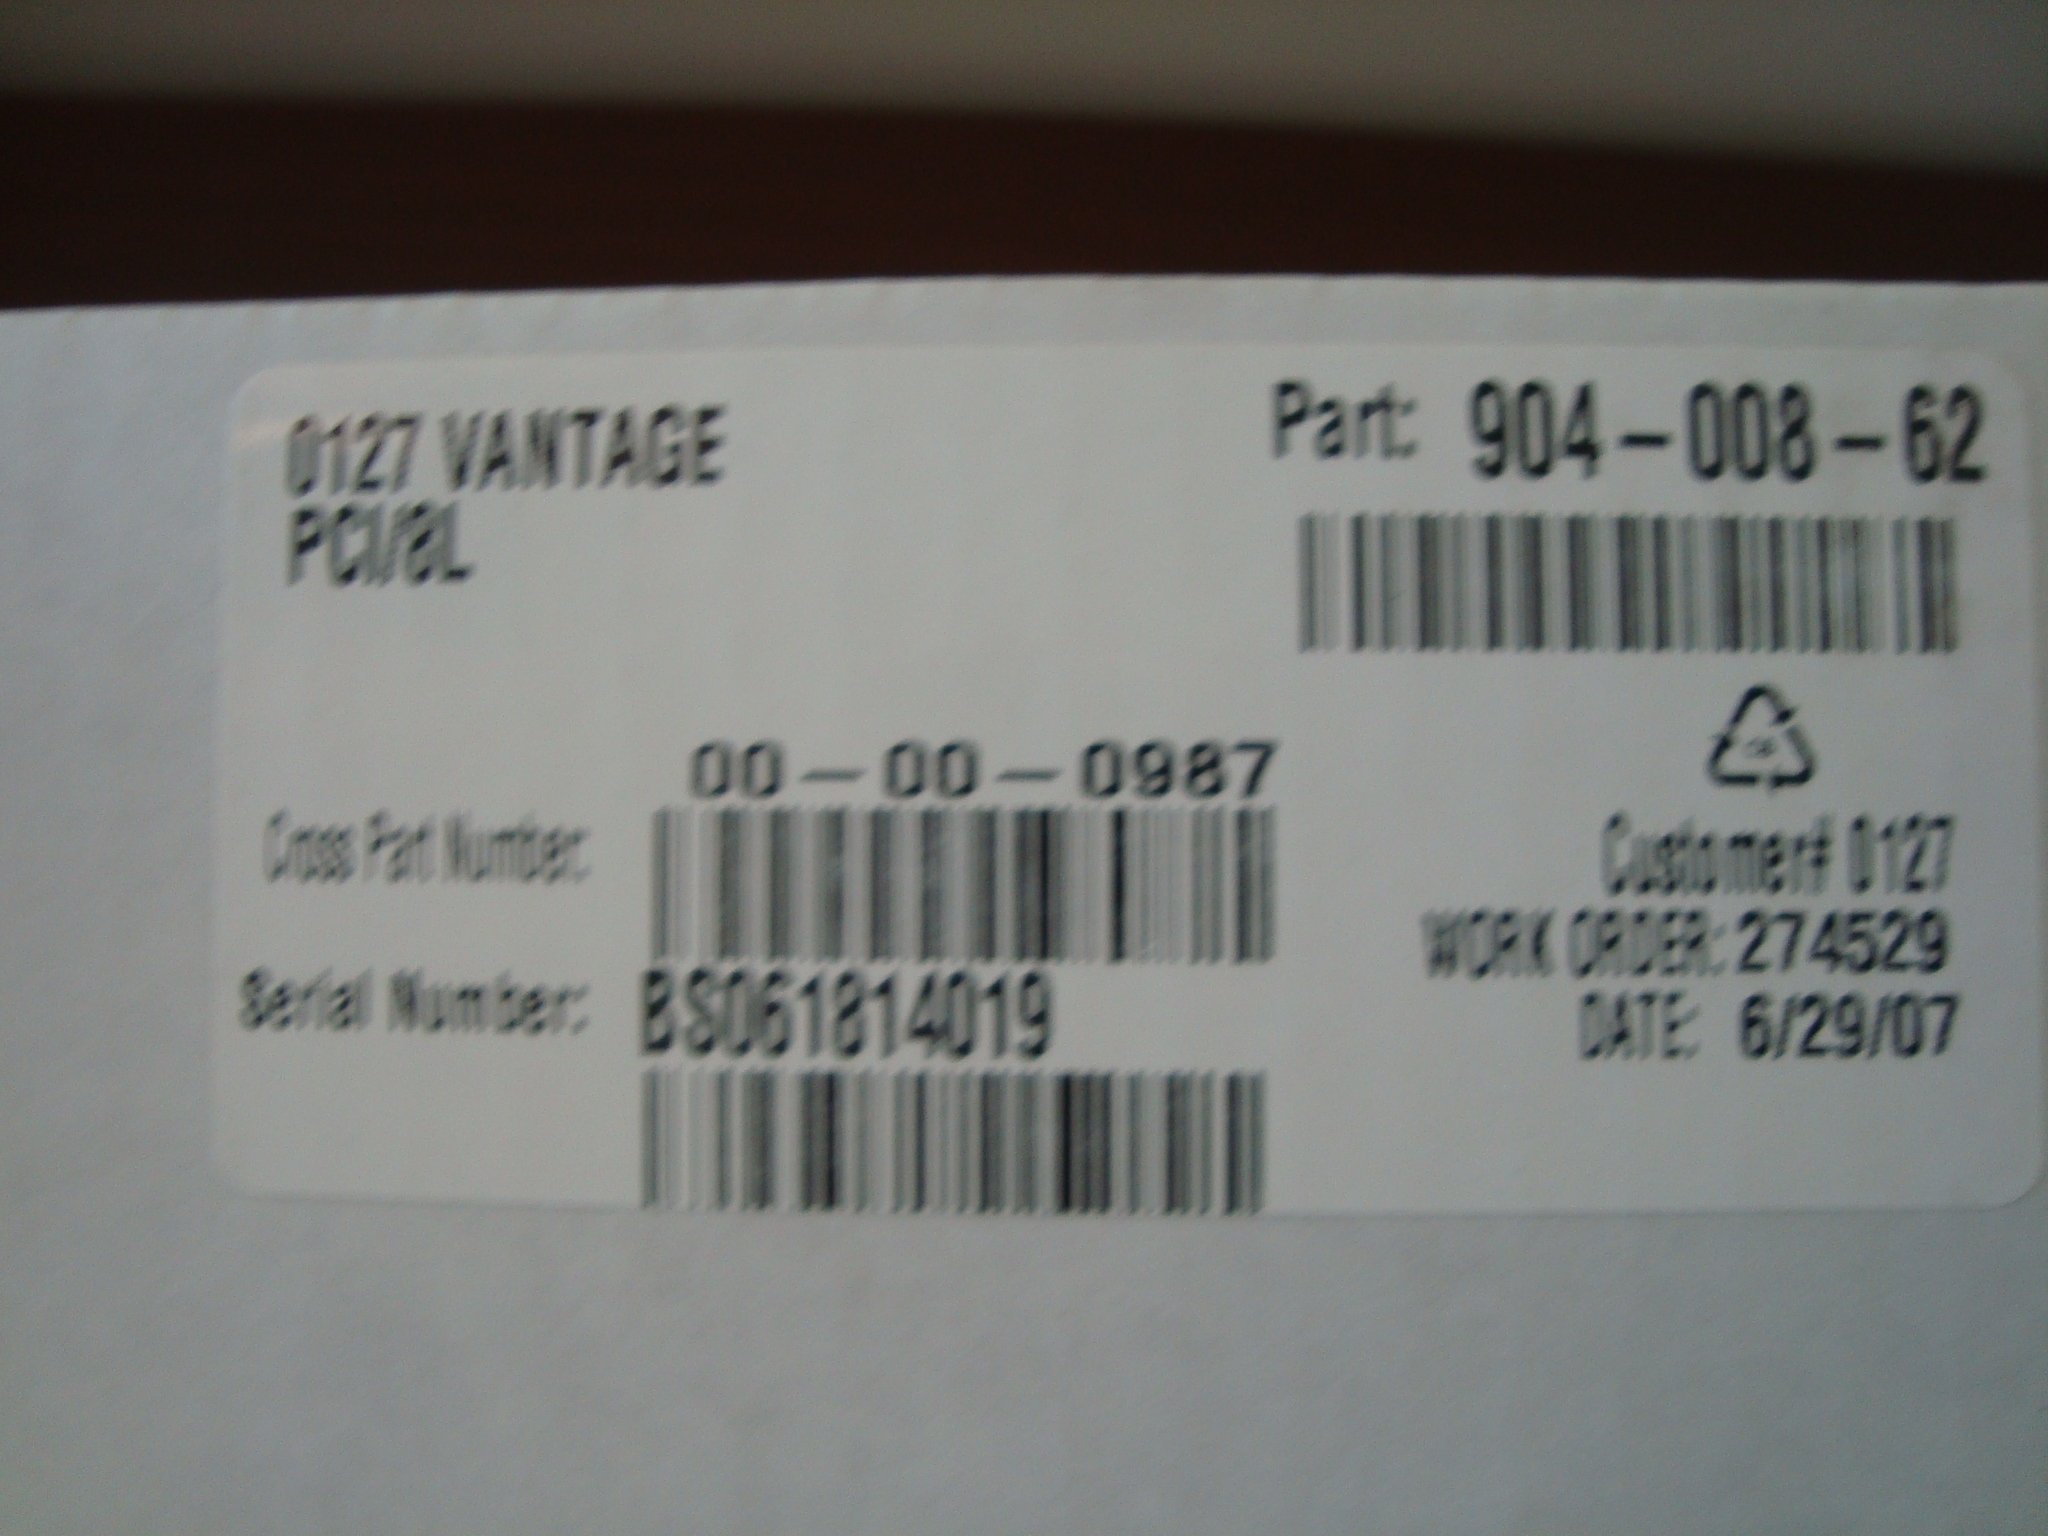 0127 VANTAGE
PCI/8L
Part: 904-008-62
00-00-0987
Cross Part Number:
Serial Number: BS061814019
Customer# 0127
WORK ORDER: 274529
DATE: 6/29/07